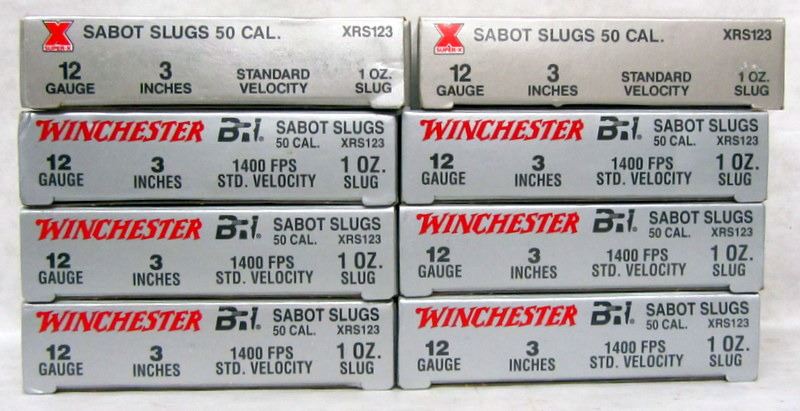 X SABOT SLUGS 50 CAL. XRS123
SUPER-X
12 3 STANDARD 1 OZ.
GAUGE INCHES VELOCITY SLUG
X SABOT SLUGS 50 CAL. XRS123
SUPER-X
12 3 STANDARD 1 OZ.
GAUGE INCHES VELOCITY SLUG
WINCHESTER BRI® SABOT SLUGS
50 CAL. XRS123
12 3 1400 FPS 1 OZ.
GAUGE INCHES STD. VELOCITY SLUG
WINCHESTER BRI® SABOT SLUGS
50 CAL. XRS123
12 3 1400 FPS 1 OZ.
GAUGE INCHES STD. VELOCITY SLUG
WINCHESTER BRI® SABOT SLUGS
50 CAL. XRS123
12 3 1400 FPS 1 OZ.
GAUGE INCHES STD. VELOCITY SLUG
WINCHESTER BRI® SABOT SLUGS
50 CAL. XRS123
12 3 1400 FPS 1 OZ.
GAUGE INCHES STD. VELOCITY SLUG
WINCHESTER BRI® SABOT SLUGS
50 CAL. XRS123
12 3 1400 FPS 1 OZ.
GAUGE INCHES STD. VELOCITY SLUG
WINCHESTER BRI® SABOT SLUGS
50 CAL. XRS123
12 3 1400 FPS 1 OZ.
GAUGE INCHES STD. VELOCITY SLUG